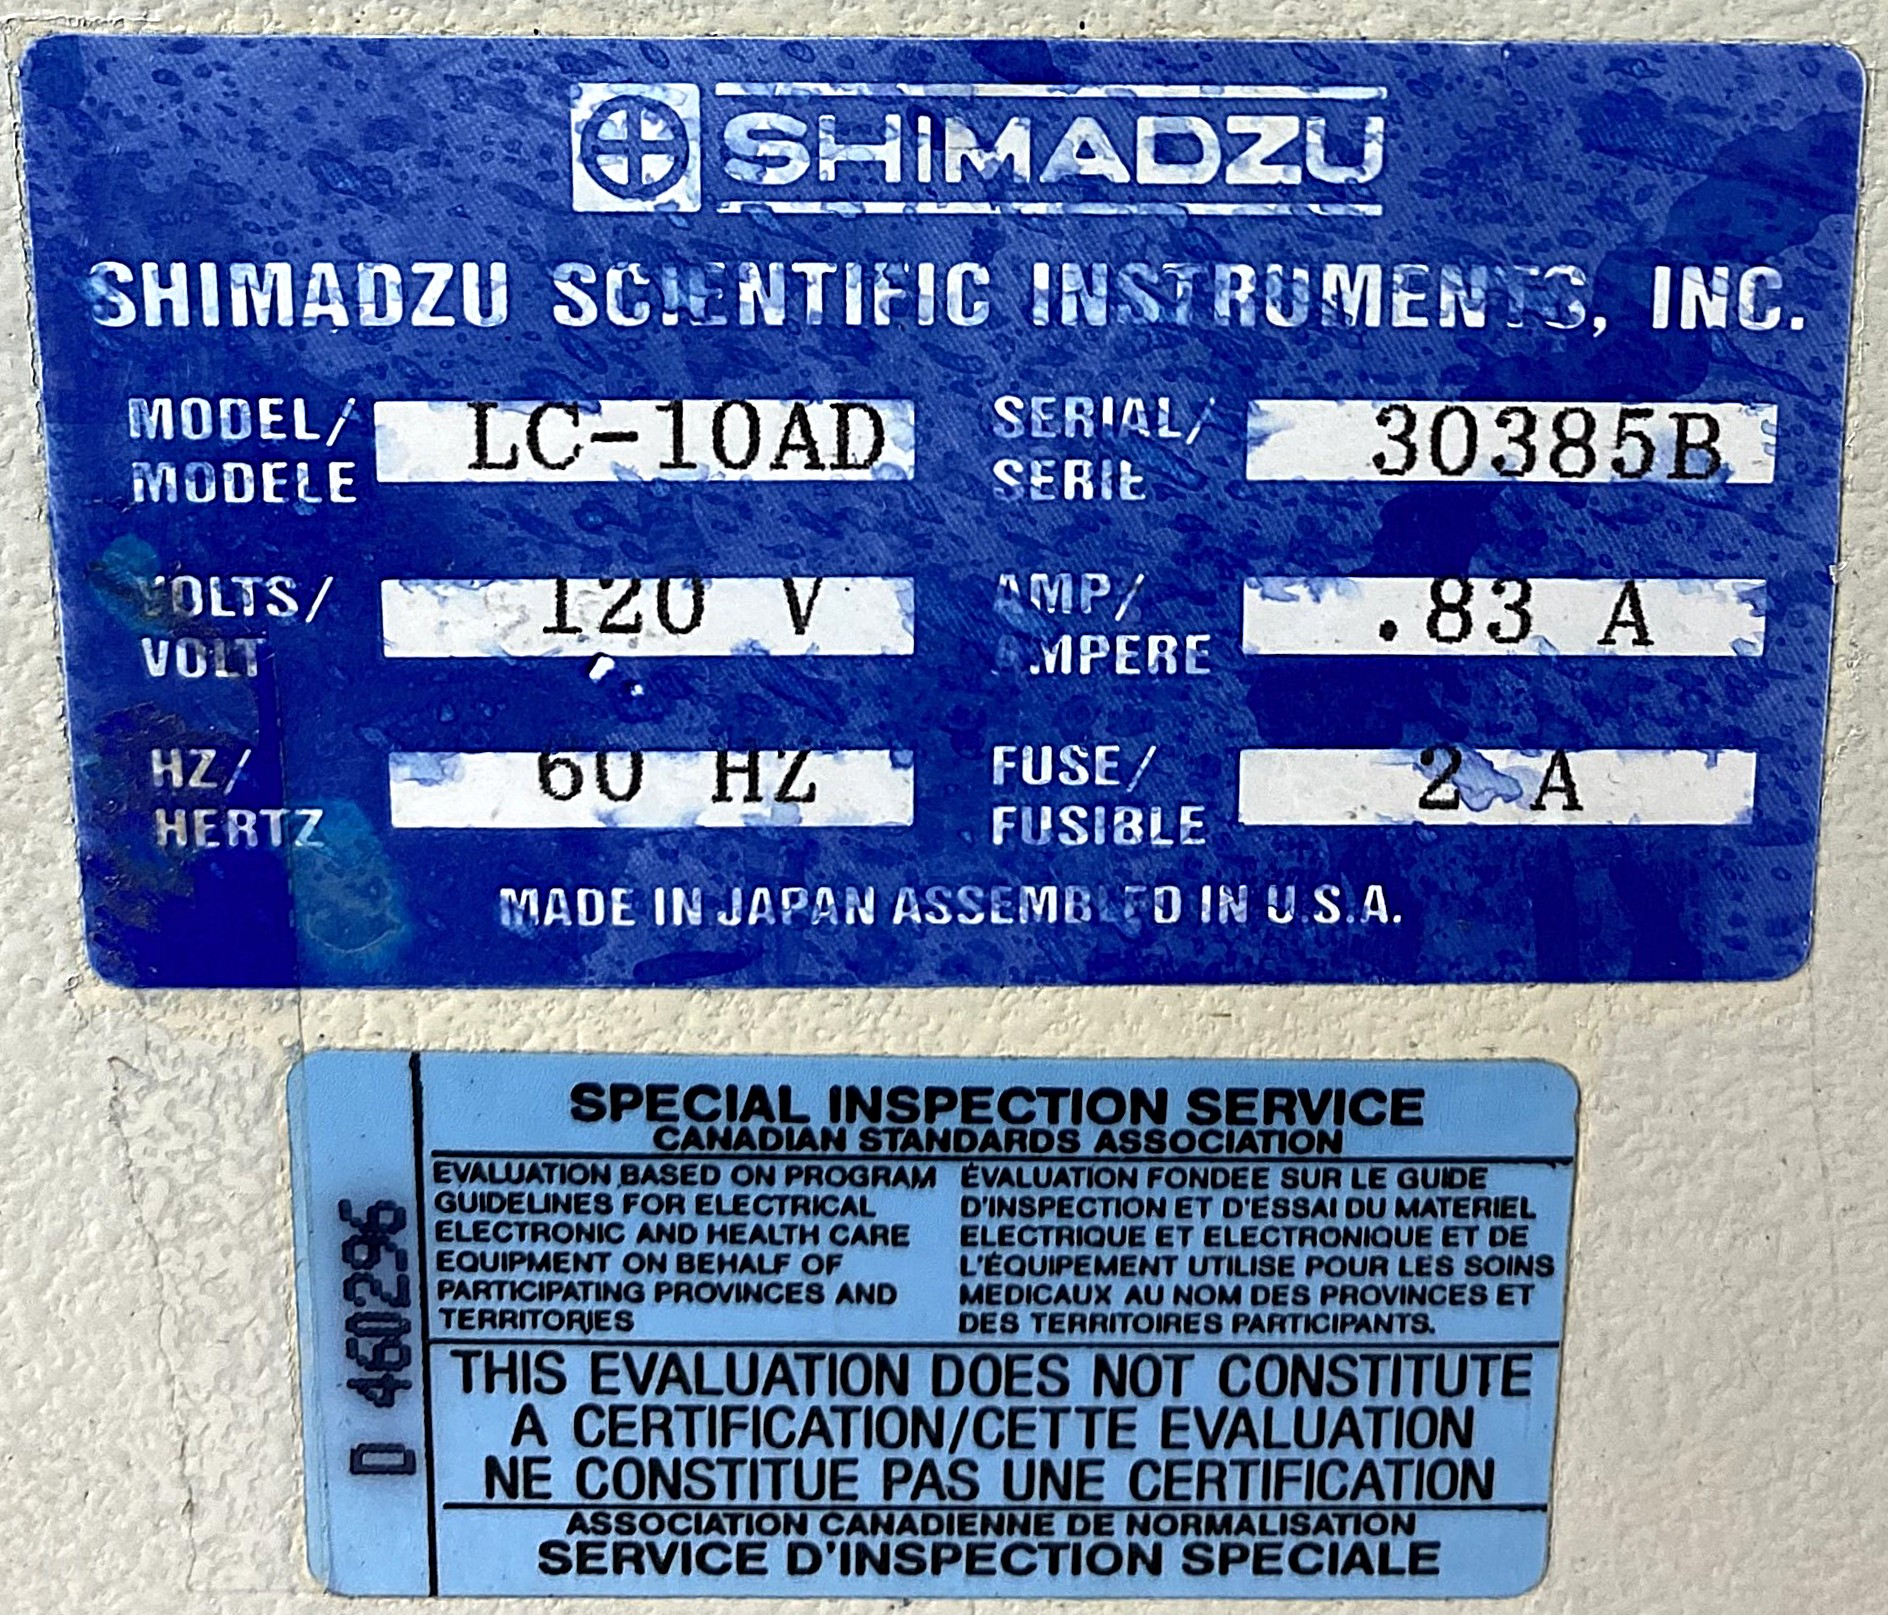 SHIMADZU
SHIMADZU SCIENTIFIC INSTRUMENTS, INC.
MODEL/ MODELE LC-10AD
SERIAL/ SERIE 30385B
VOLTS/ VOLT 120 V
AMP/ AMPERE .83 A
HZ/ HERTZ 60 HZ
FUSE/ FUSIBLE 2 A
MADE IN JAPAN ASSEMBLED IN U.S.A.
D 460296
SPECIAL INSPECTION SERVICE
CANADIAN STANDARDS ASSOCIATION
EVALUATION BASED ON PROGRAM
GUIDELINES FOR ELECTRICAL
ELECTRONIC AND HEALTH CARE
EQUIPMENT ON BEHALF OF
PARTICIPATING PROVINCES AND
TERRITORIES
ÉVALUATION FONDEE SUR LE GUIDE
D'INSPECTION ET D'ESSAI DU MATERIEL
ELECTRIQUE ET ELECTRONIQUE ET DE
L'ÉQUIPEMENT UTILISE POUR LES SOINS
MEDICAUX AU NOM DES PROVINCES ET
DES TERRITOIRES PARTICIPANTS.
THIS EVALUATION DOES NOT CONSTITUTE
A CERTIFICATION/CETTE EVALUATION
NE CONSTITUE PAS UNE CERTIFICATION
ASSOCIATION CANADIENNE DE NORMALISATION
SERVICE D'INSPECTION SPECIALE